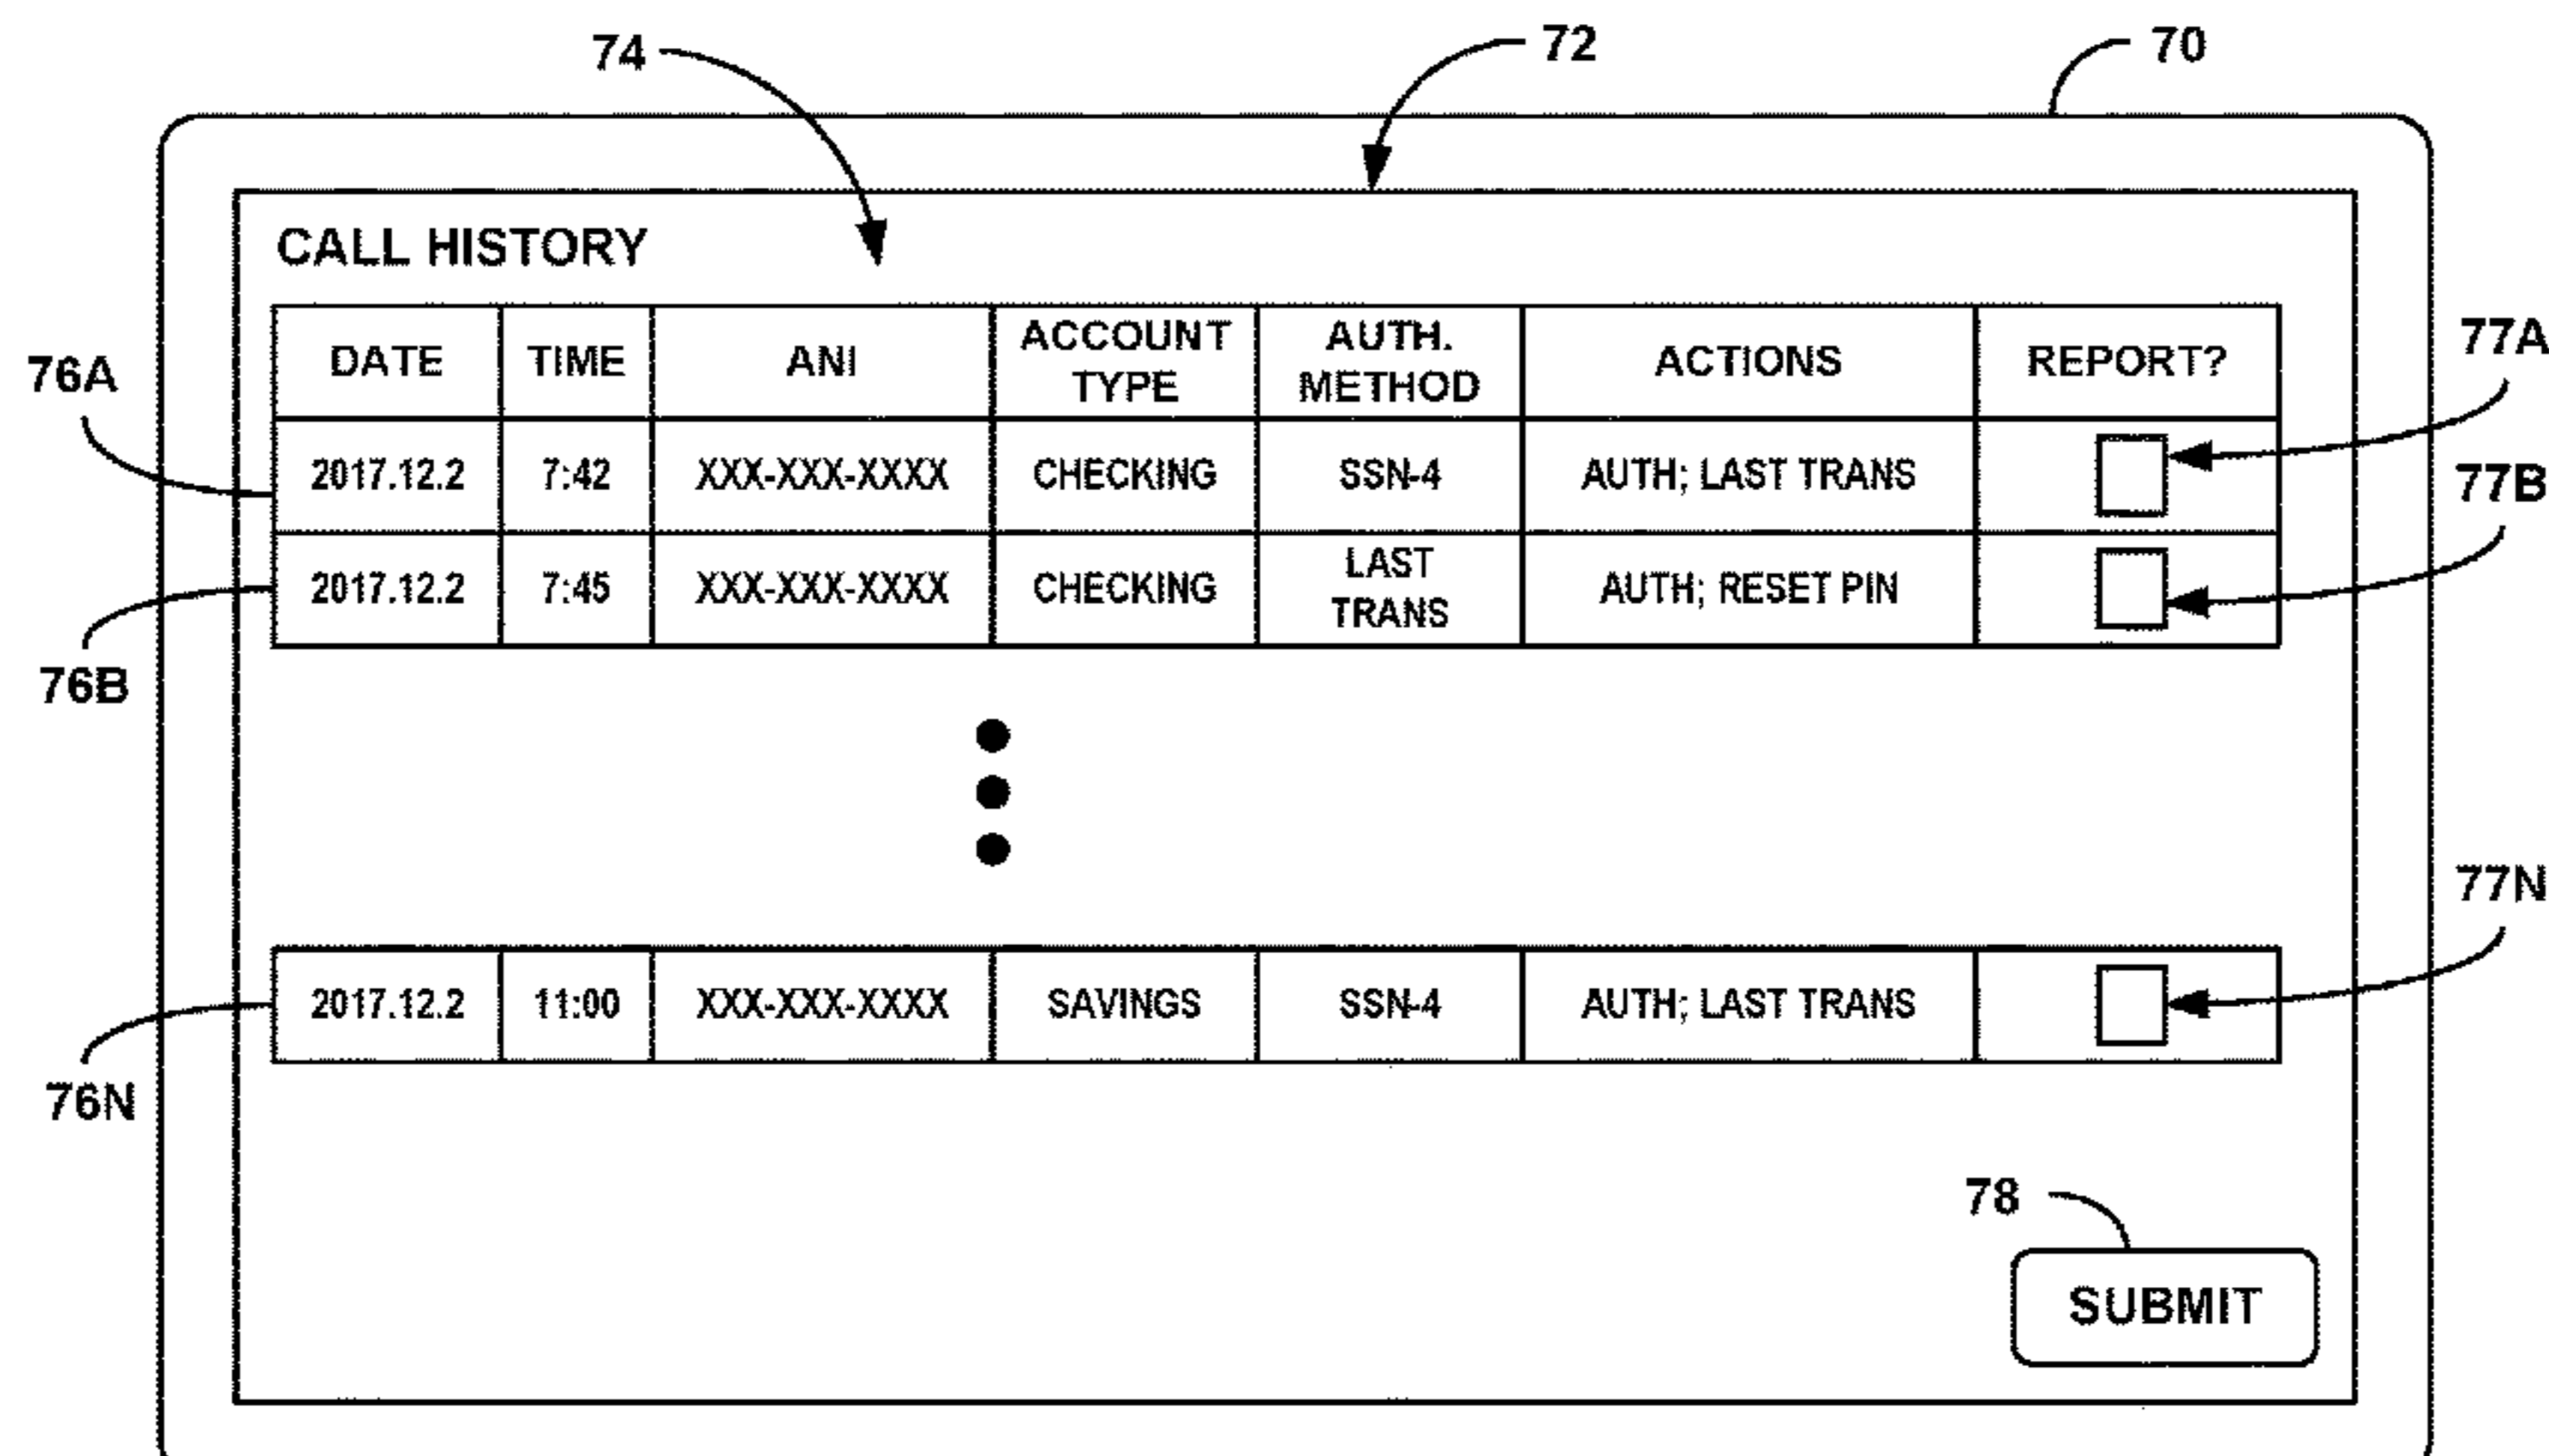 74
72
70
CALL HISTORY
DATE TIME ANI ACCOUNT TYPE AUTH. METHOD ACTIONS REPORT?
76A
77A
2017.12.2 7:42 XXX-XXX-XXXX CHECKING SSN-4 AUTH; LAST TRANS
77B
2017.12.2 7:45 XXX-XXX-XXXX CHECKING LAST TRANS AUTH; RESET PIN
76B
77N
2017.12.2 11:00 XXX-XXX-XXXX SAVINGS SSN-4 AUTH; LAST TRANS
76N
78
SUBMIT